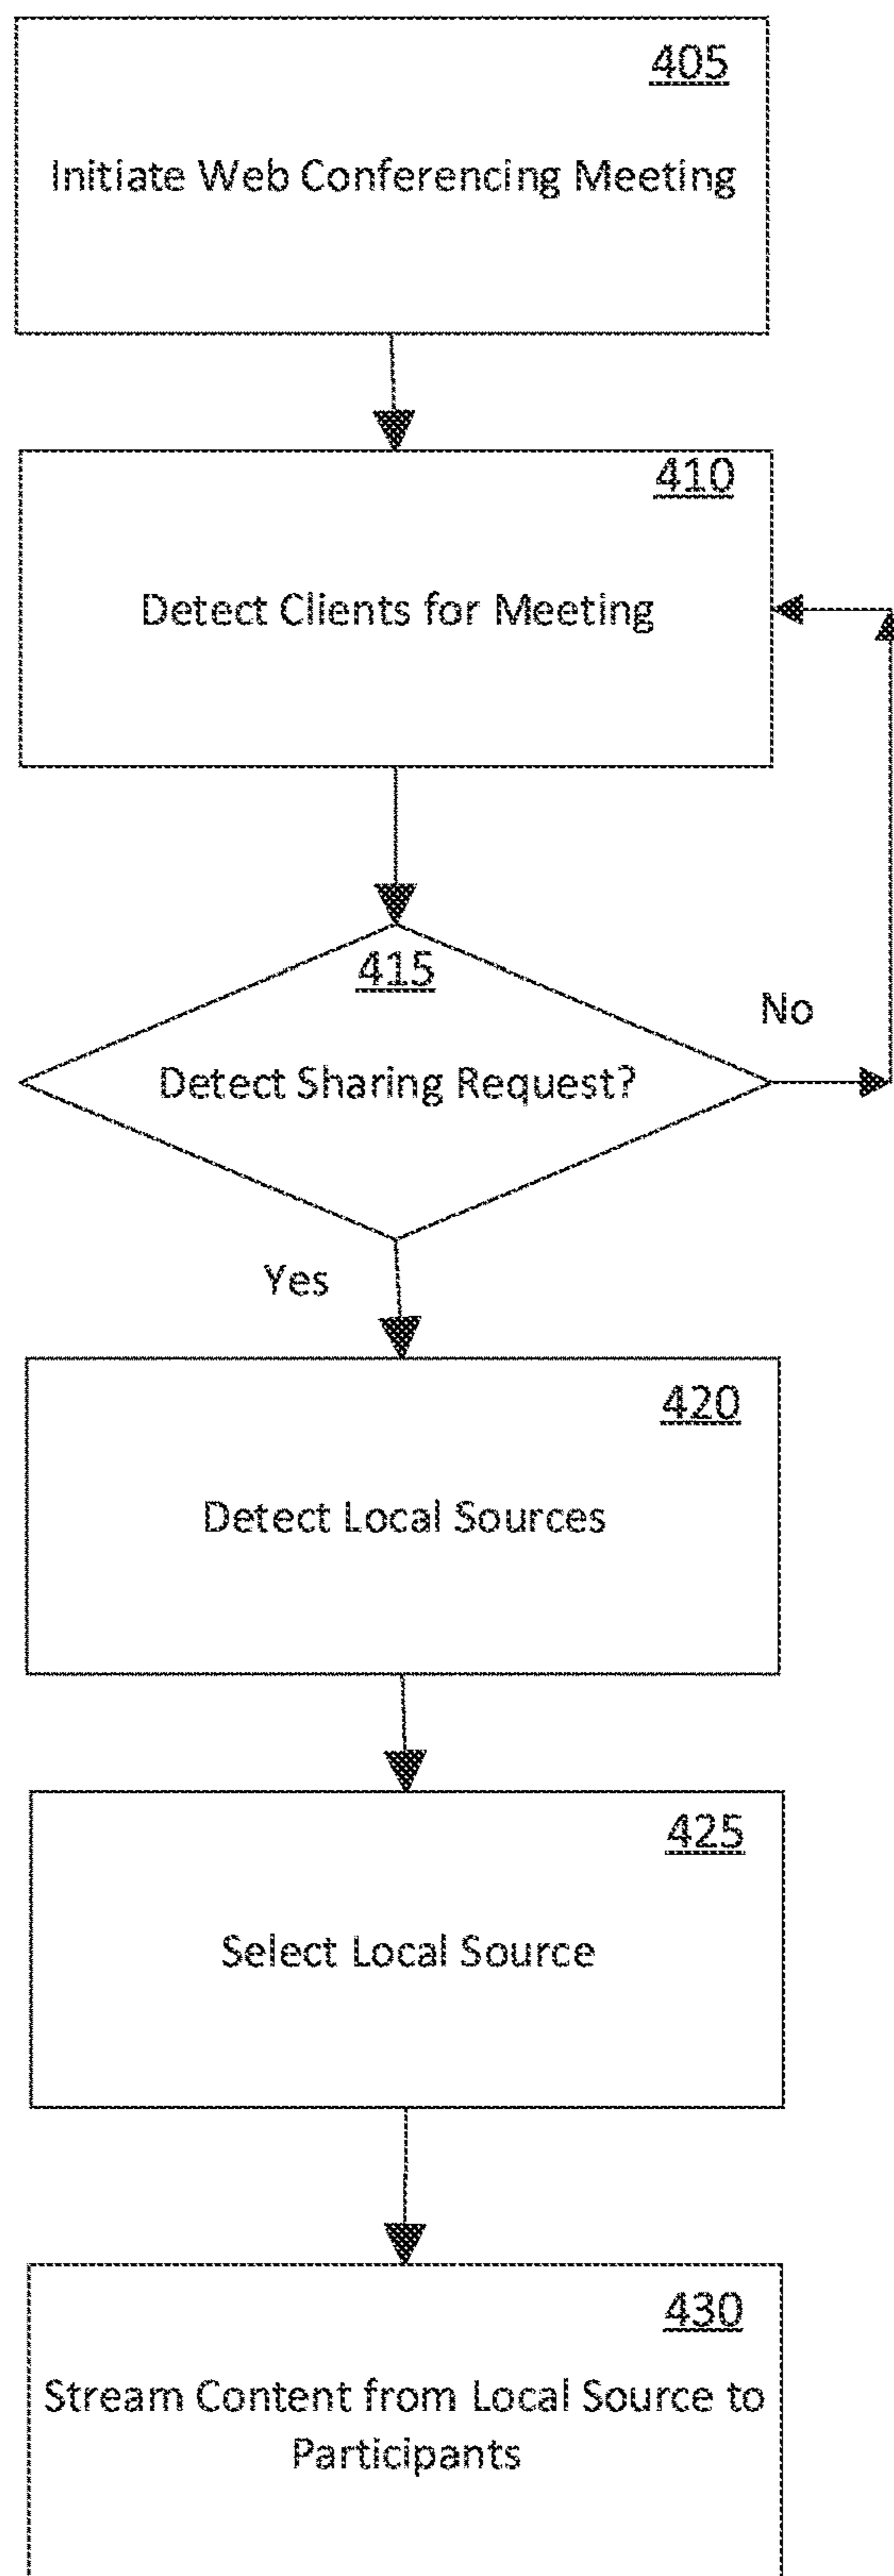 405
Initiate Web Conferencing Meeting
410
Detect Clients for Meeting
415
Detect Sharing Request?
No
Yes
420
Detect Local Sources
425
Select Local Source
430
Stream Content from Local Source to
Participants